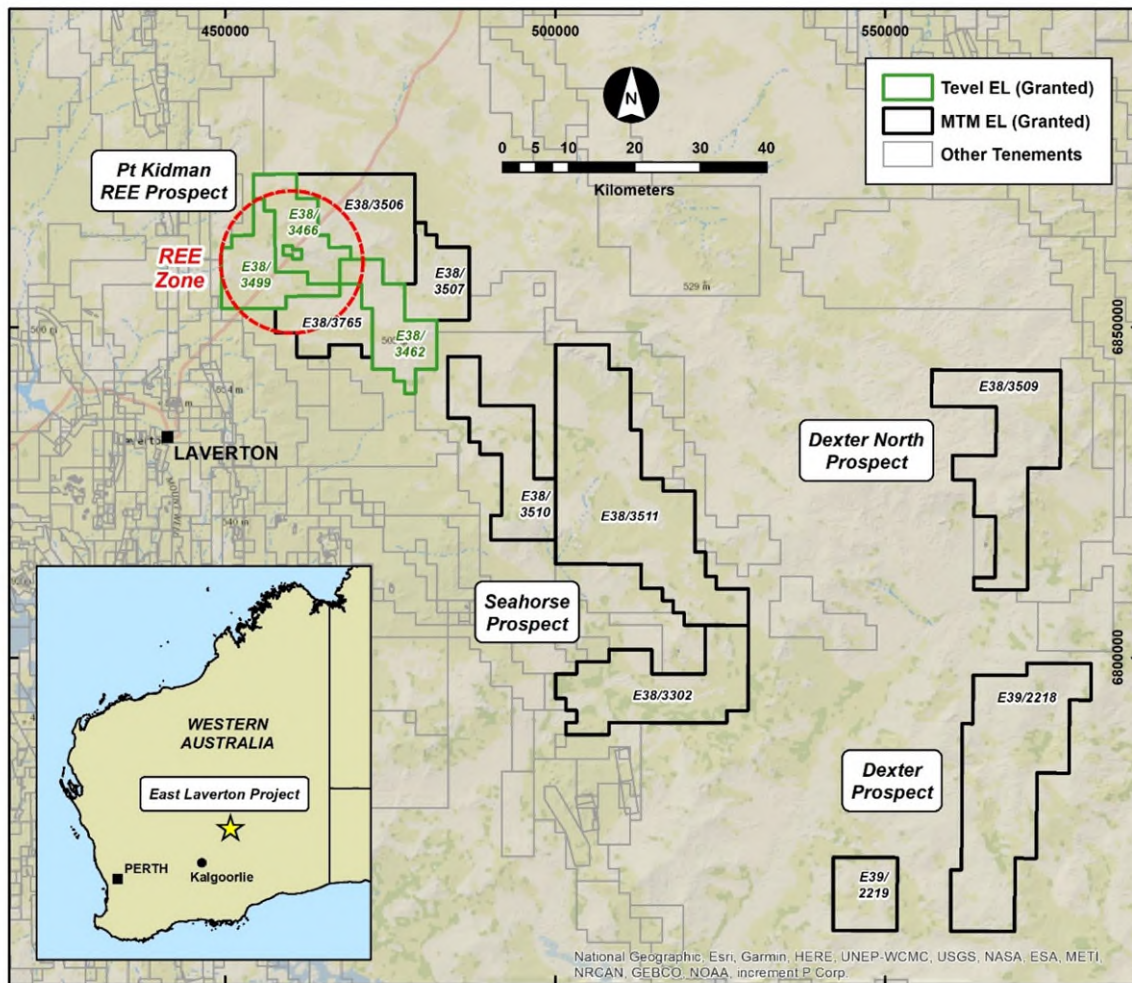 450000
500000
550000
Tevel EL (Granted)
MTM EL (Granted)
Other Tenements
N
0 5 10 20 30 40
Kilometers
Pt Kidman
REE Prospect
REE
Zone
E38/
3466
E38/3506
E38/
3499
E38/
3507
E38/3765
E38/
3462
529 m
500 m
6850000
LAVERTON
540 m
E38/3509
Dexter North
Prospect
E38/
3510
E38/3511
Seahorse
Prospect
E38/3302
6800000
E39/2218
Dexter
Prospect
E39/
2219
WESTERN
AUSTRALIA
East Laverton Project
PERTH
Kalgoorlie
National Geographic, Esri, Garmin, HERE, UNEP-WCMC, USGS, NASA, ESA, METI,
NRCAN, GEBCO, NOAA, increment P Corp.